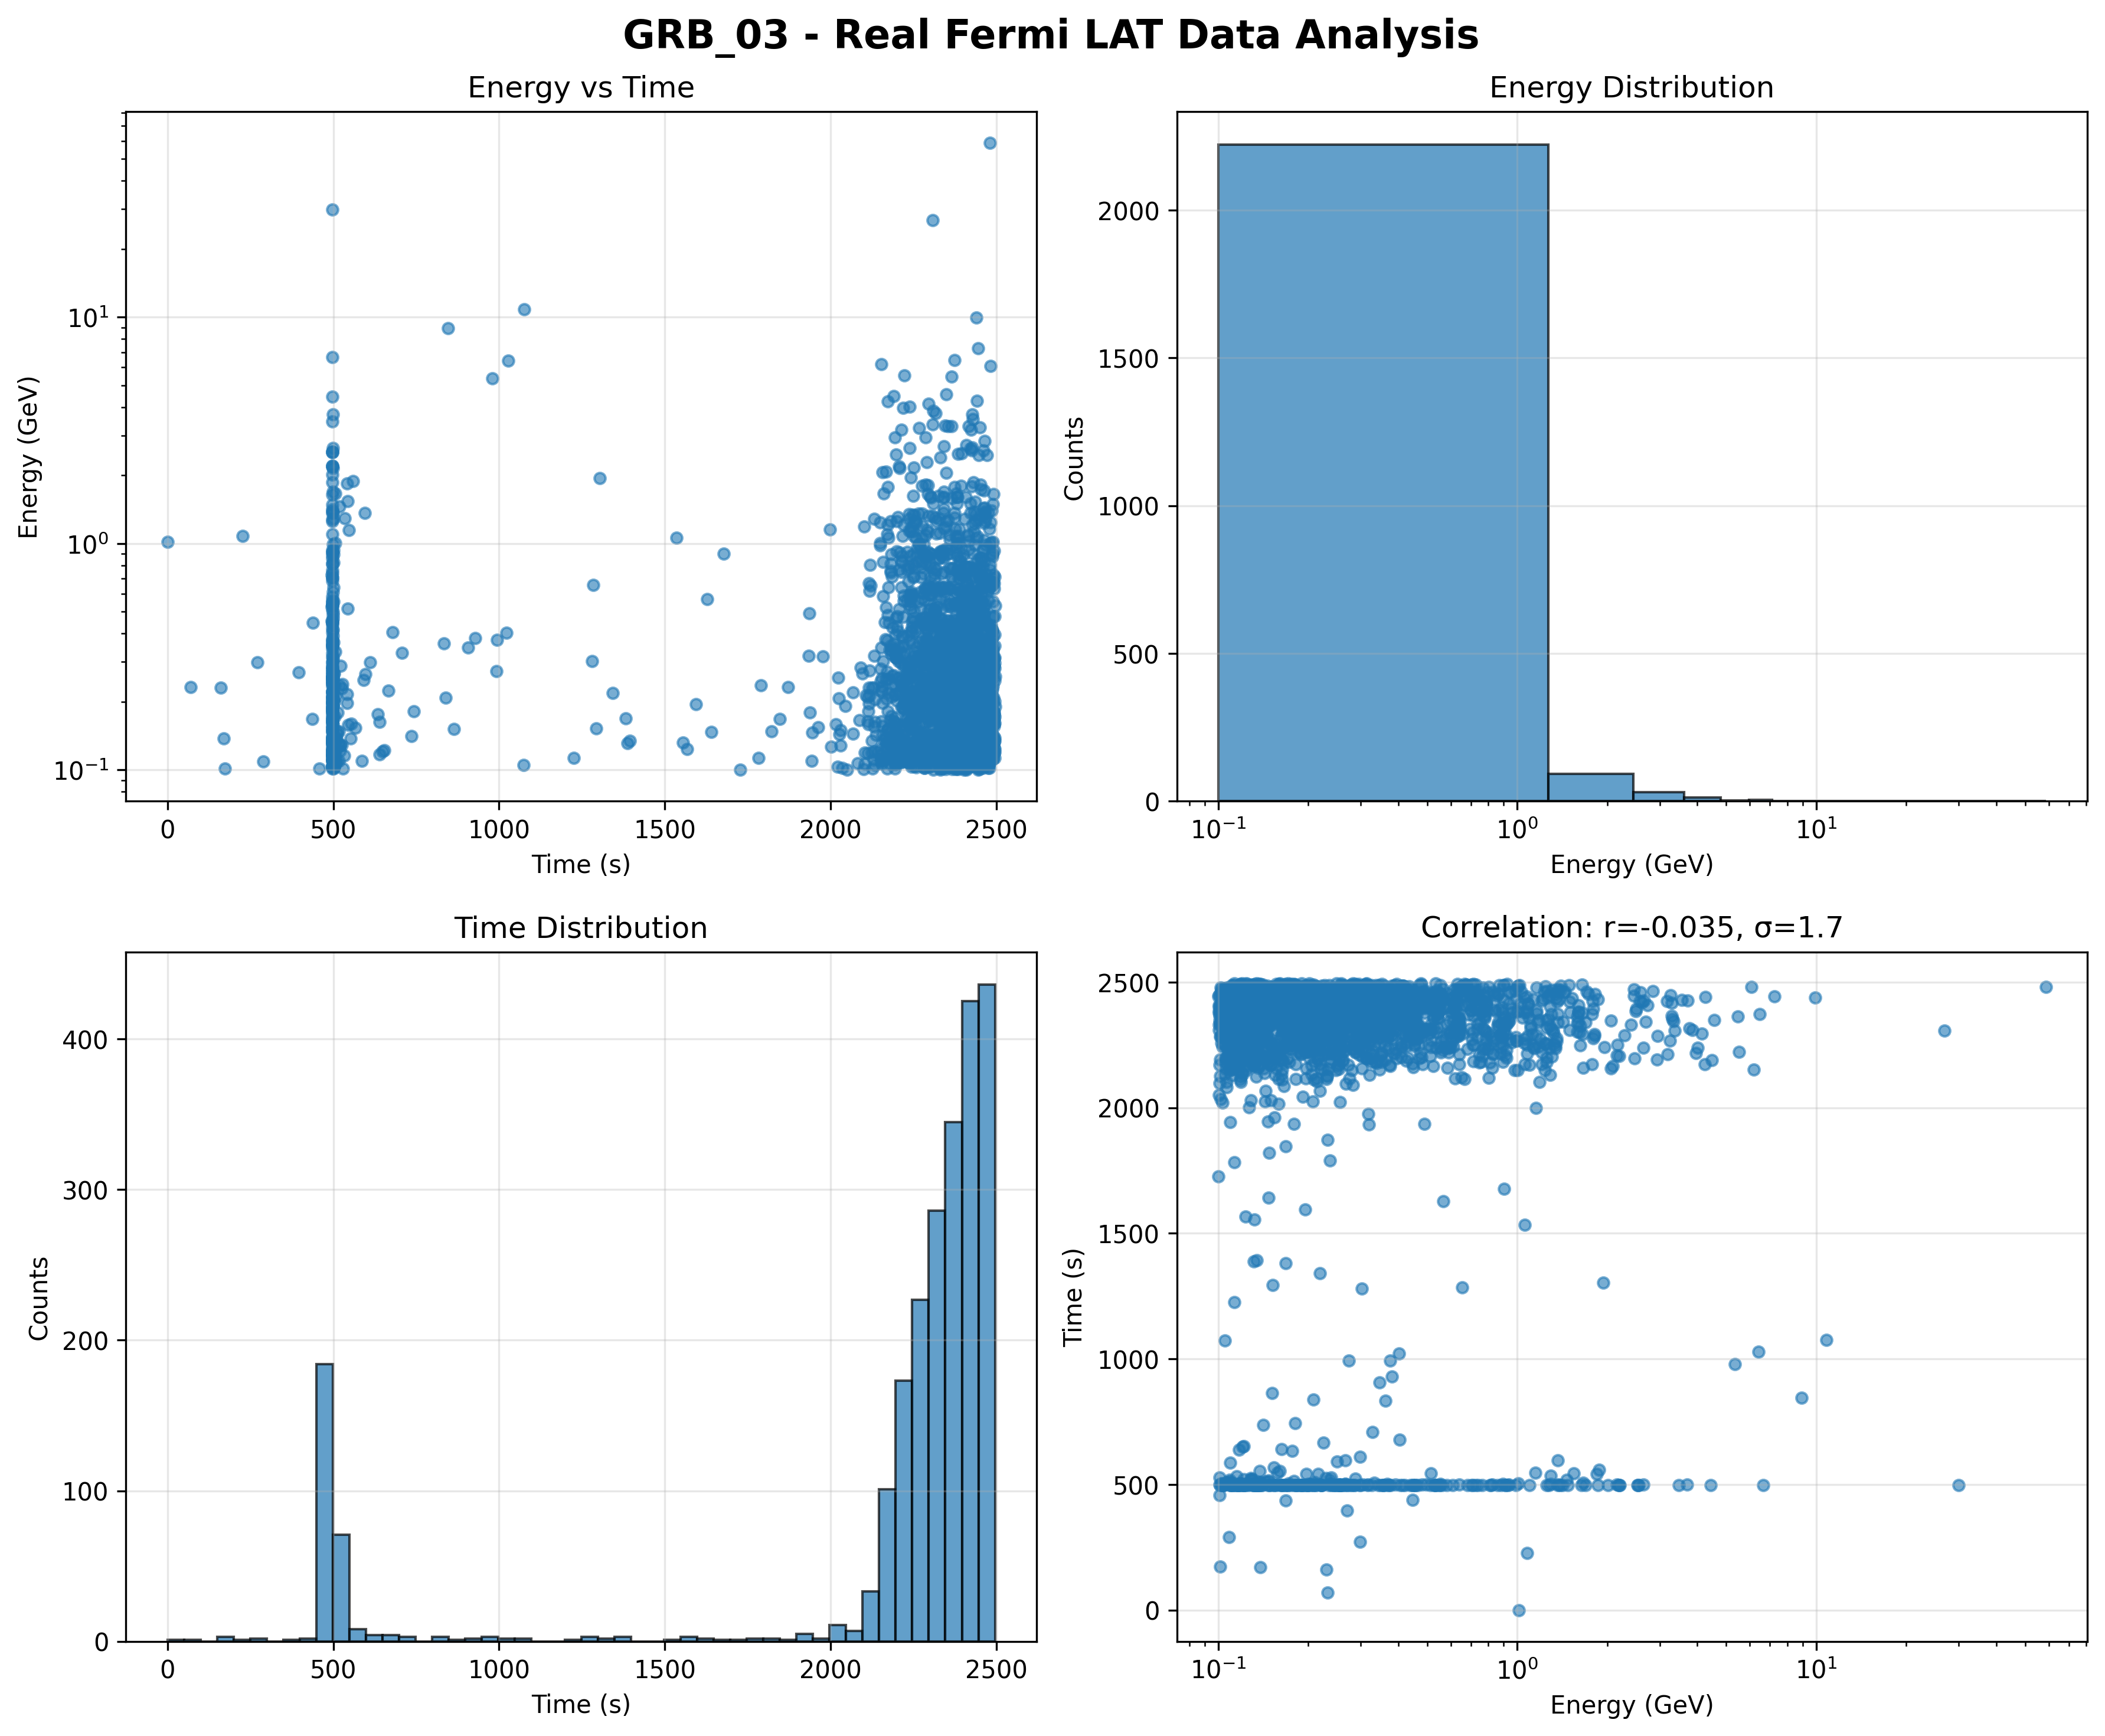 GRB_03 - Real Fermi LAT Data Analysis
Energy vs Time
Energy (GeV)
10¹
10⁰
10⁻¹
0 500 1000 1500 2000 2500
Time (s)
Energy Distribution
Counts
2000
1500
1000
500
0
10⁻¹ 10⁰ 10¹
Energy (GeV)
Time Distribution
Counts
400
300
200
100
0
0 500 1000 1500 2000 2500
Time (s)
Correlation: r=-0.035, σ=1.7
Time (s)
2500
2000
1500
1000
500
0
10⁻¹ 10⁰ 10¹
Energy (GeV)